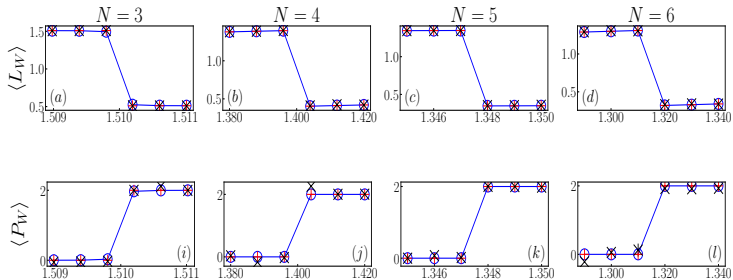 N = 3 N = 4 N = 5 N = 6
⟨L_W⟩
1.5
1.0
0.5
(a)
1.509 1.510 1.511
1.0
0.5
(b)
1.380 1.400 1.420
1.0
(c)
1.346 1.348 1.350
1.0
0.5
(d)
1.300 1.320 1.340
⟨P_W⟩
2
0
(i)
1.509 1.510 1.511
2
0
(j)
1.380 1.400 1.420
2
0
(k)
1.346 1.348 1.350
2
0
(l)
1.300 1.320 1.340